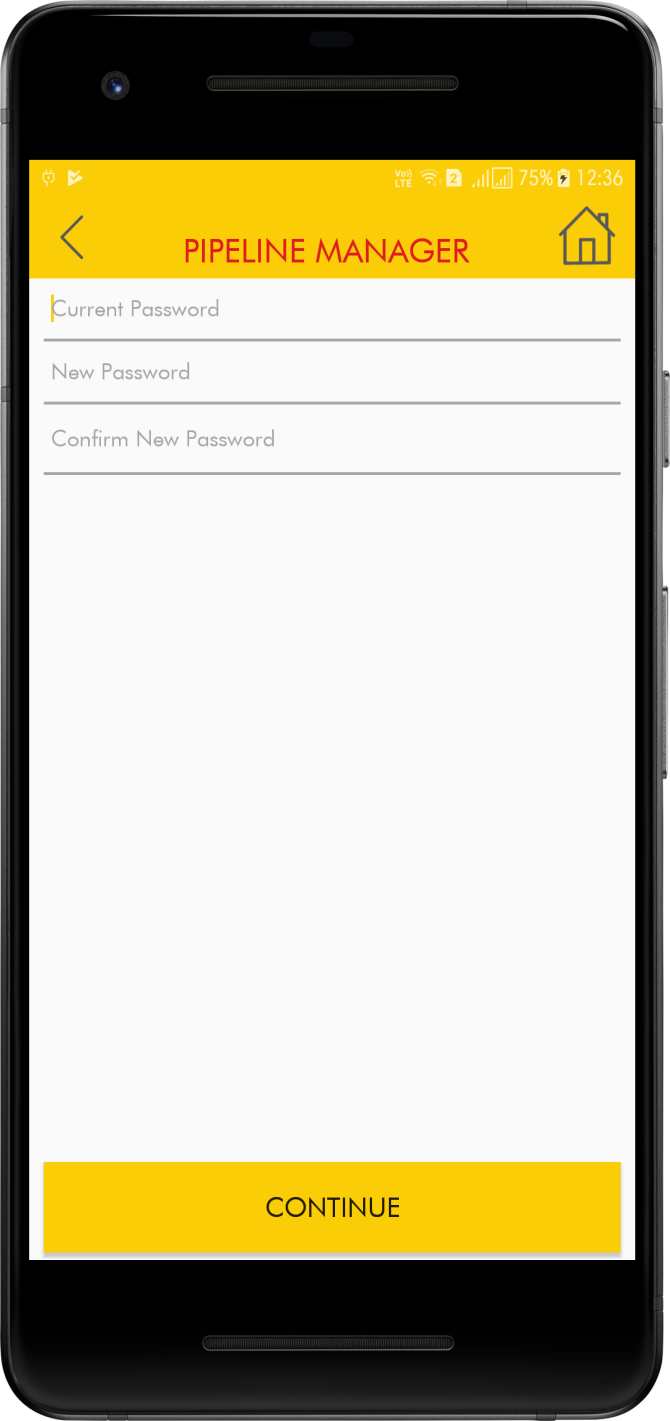 Vo)) LTE 2 75% 12:36
PIPELINE MANAGER
Current Password
New Password
Confirm New Password
CONTINUE